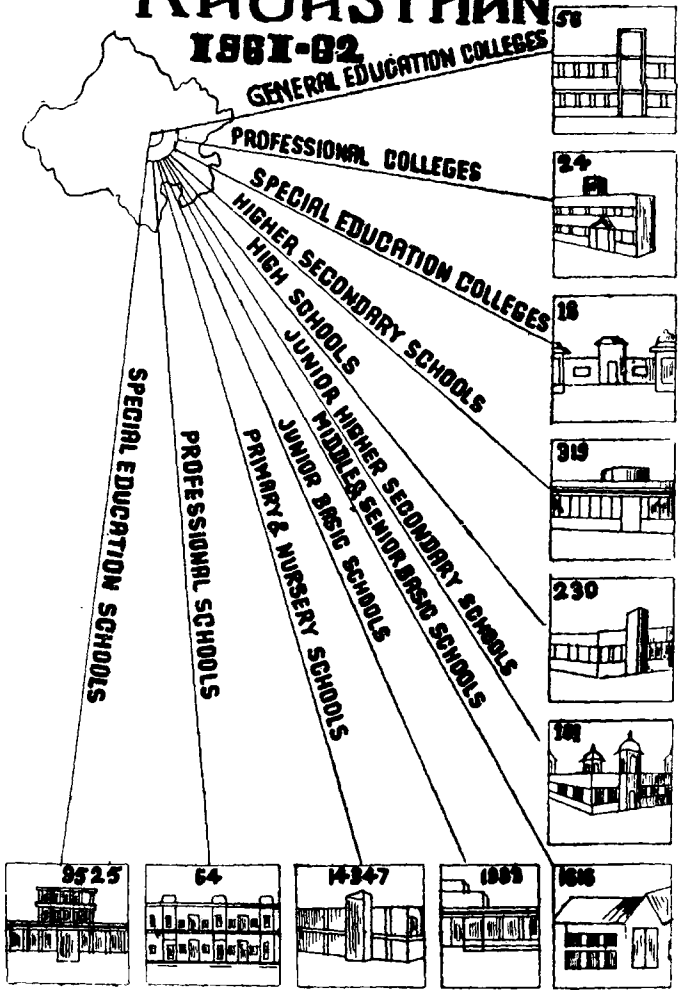 RAJASTHAN
1961-62
GENERAL EDUCATION COLLEGES
56
PROFESSIONAL COLLEGES
24
SPECIAL EDUCATION COLLEGES
18
HIGHER SECONDARY SCHOOLS
319
HIGH SCHOOLS
230
JUNIOR HIGHER SECONDARY SCHOOLS
MIDDLE & SENIOR BASIC SCHOOLS
1616
JUNIOR BASIC SCHOOLS
PRIMARY & NURSERY SCHOOLS
14347
PROFESSIONAL SCHOOLS
64
SPECIAL EDUCATION SCHOOLS
9525